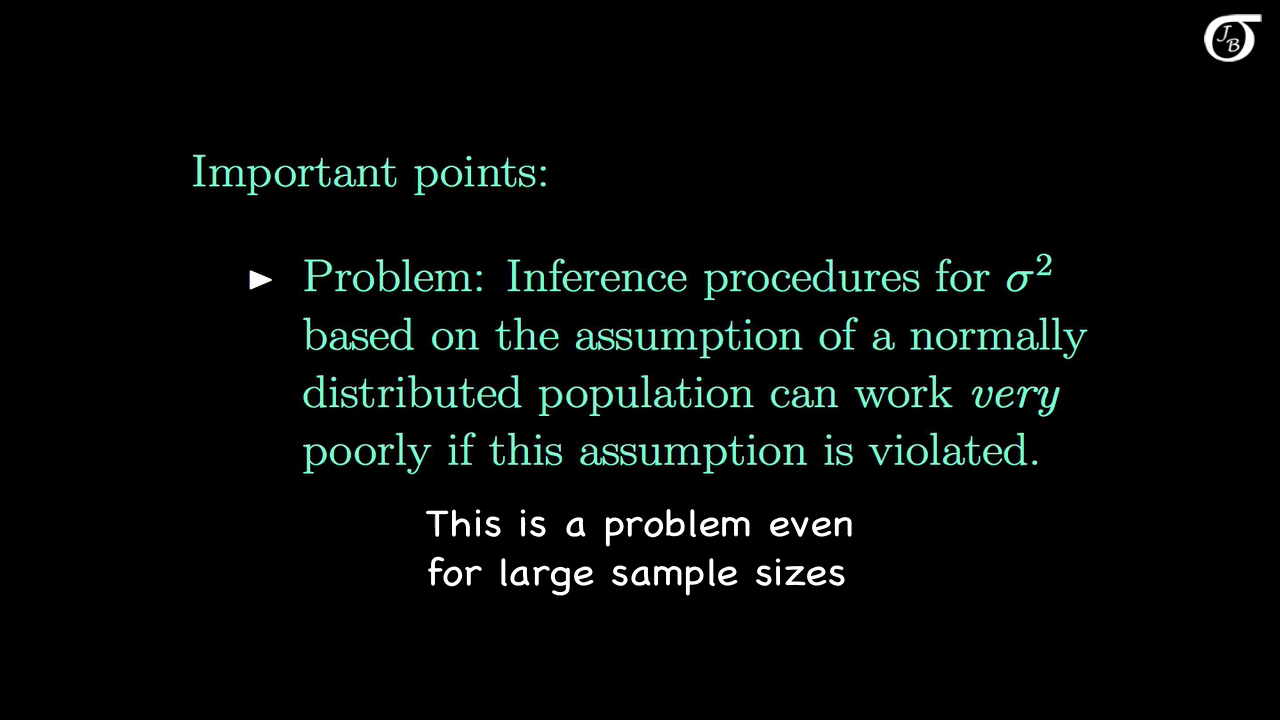 JB
Important points:
► Problem: Inference procedures for σ²
based on the assumption of a normally
distributed population can work very
poorly if this assumption is violated.
This is a problem even
for large sample sizes